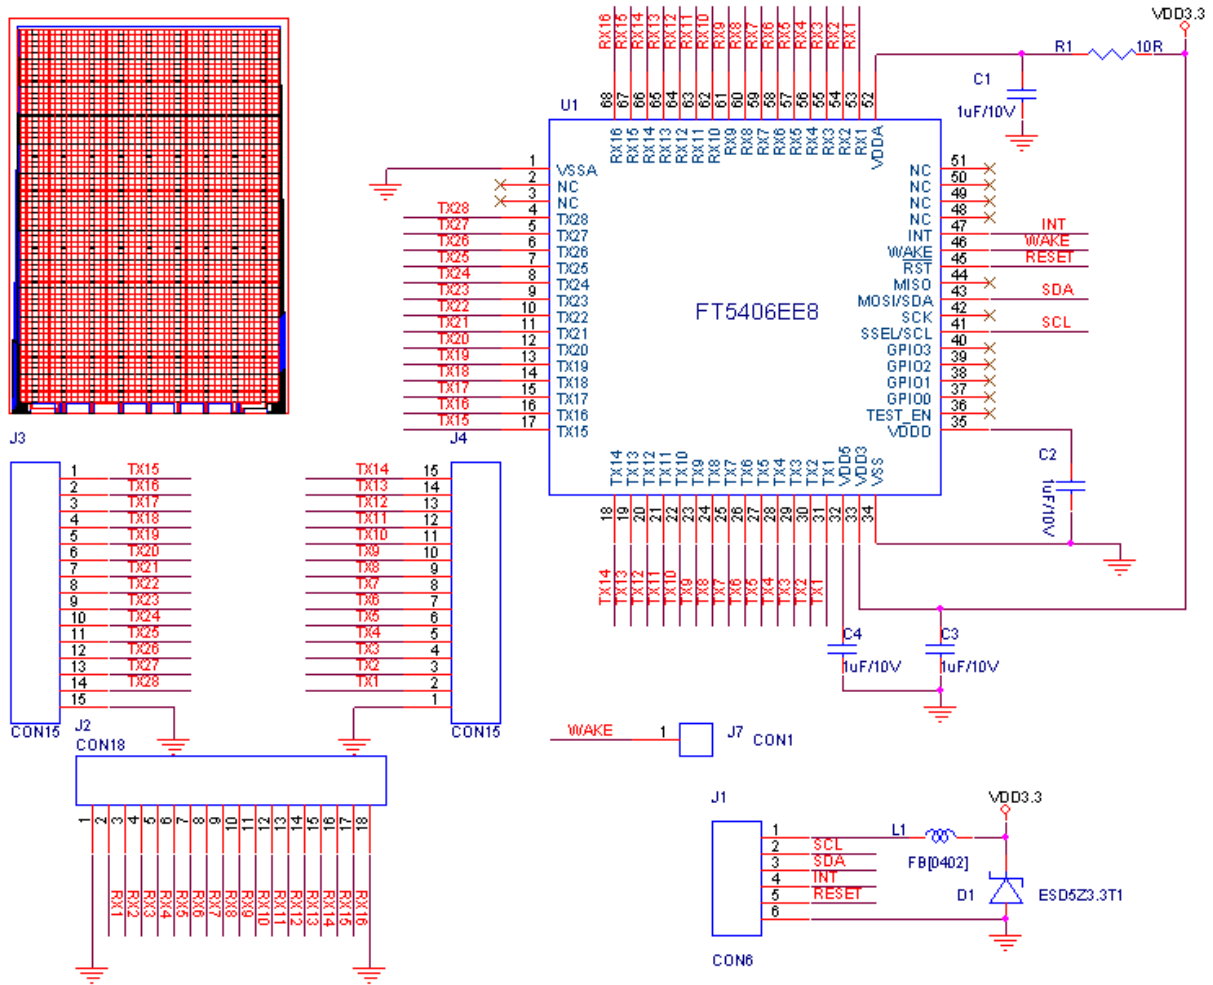 VDD3.3
RX16
RX15
RX14
RX13
RX12
RX11
RX10
RX9
RX8
RX7
RX6
RX5
RX4
RX3
RX2
RX1
R1
10R
C1
1uF/10V
U1
68
67
66
65
64
63
62
61
60
59
58
57
56
55
54
53
52
RX16
RX15
RX14
RX13
RX12
RX11
RX10
RX9
RX8
RX7
RX6
RX5
RX4
RX3
RX2
RX1
VDDA
1 VSSA
2 NC
3 NC
TX28 4 TX28
TX27 5 TX27
TX26 6 TX26
TX25 7 TX25
TX24 8 TX24
TX23 9 TX23
TX22 10 TX22
TX21 11 TX21
TX20 12 TX20
TX19 13 TX19
TX18 14 TX18
TX17 15 TX17
TX16 16 TX16
TX15 17 TX15
FT5406EE8
NC 51
NC 50
NC 49
NC 48
INT 47 INT
WAKE 46 WAKE
RST 45 RESET
MISO 44
MOSI/SDA 43 SDA
SCK 42
SSEL/SCL 41 SCL
GPIO3 40
GPIO2 39
GPIO1 38
GPIO0 37
TEST_EN 36
VDDD 35
TX14
TX13
TX12
TX11
TX10
TX9
TX8
TX7
TX6
TX5
TX4
TX3
TX2
TX1
VDD5
VDD3
VSS
18
19
20
21
22
23
24
25
26
27
28
29
30
31
32
33
34
TX14
TX13
TX12
TX11
TX10
TX9
TX8
TX7
TX6
TX5
TX4
TX3
TX2
TX1
C2
1uF/10V
C4
1uF/10V
C3
1uF/10V
J3
1 TX15
2 TX16
3 TX17
4 TX18
5 TX19
6 TX20
7 TX21
8 TX22
9 TX23
10 TX24
11 TX25
12 TX26
13 TX27
14 TX28
15
CON15
J4
TX14 15
TX13 14
TX12 13
TX11 12
TX10 11
TX9 10
TX8 9
TX7 8
TX6 7
TX5 6
TX4 5
TX3 4
TX2 3
TX1 2
1
CON15
J2
CON18
1
2
3
4
5
6
7
8
9
10
11
12
13
14
15
16
17
18
RX1
RX2
RX3
RX4
RX5
RX6
RX7
RX8
RX9
RX10
RX11
RX12
RX13
RX14
RX15
RX16
WAKE 1 J7 CON1
J1
1
2 SCL
3 SDA
4 INT
5 RESET
6
CON6
L1
FB[0402]
VDD3.3
D1
ESD5Z3.3T1